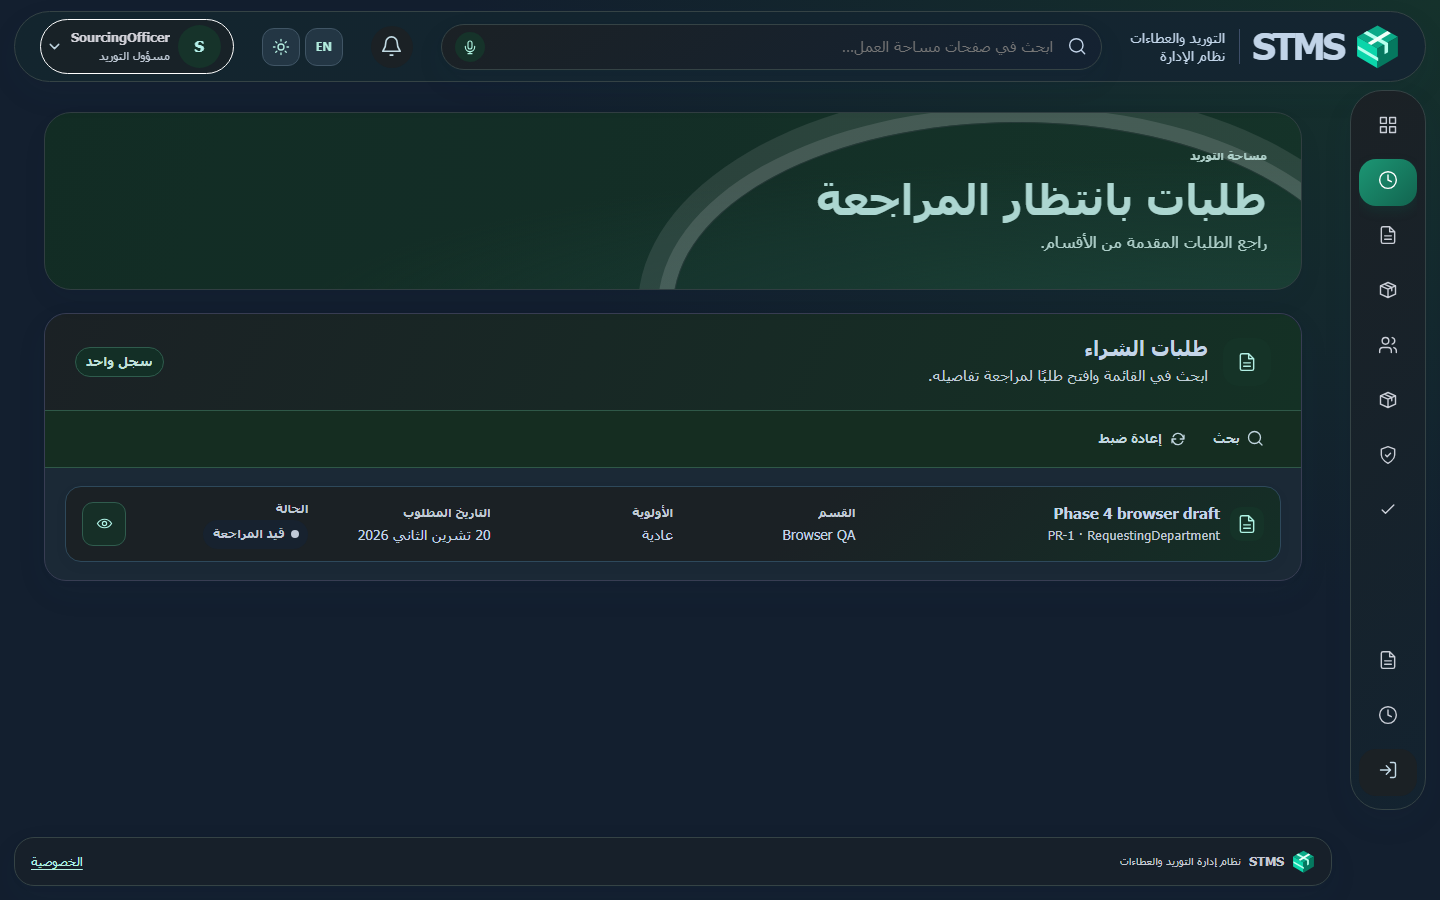 STMS
التوريد والعطاءات
نظام الإدارة
ابحث في صفحات مساحة العمل...
EN
S
SourcingOfficer
مسؤول التوريد
مساحة التوريد
طلبات بانتظار المراجعة
راجع الطلبات المقدمة من الأقسام.
طلبات الشراء
ابحث في القائمة وافتح طلبًا لمراجعة تفاصيله.
سجل واحد
بحث
إعادة ضبط
Phase 4 browser draft
PR-1 · RequestingDepartment
القسم
Browser QA
الأولوية
عادية
التاريخ المطلوب
20 تشرين الثاني 2026
الحالة
قيد المراجعة
STMS
نظام إدارة التوريد والعطاءات
الخصوصية